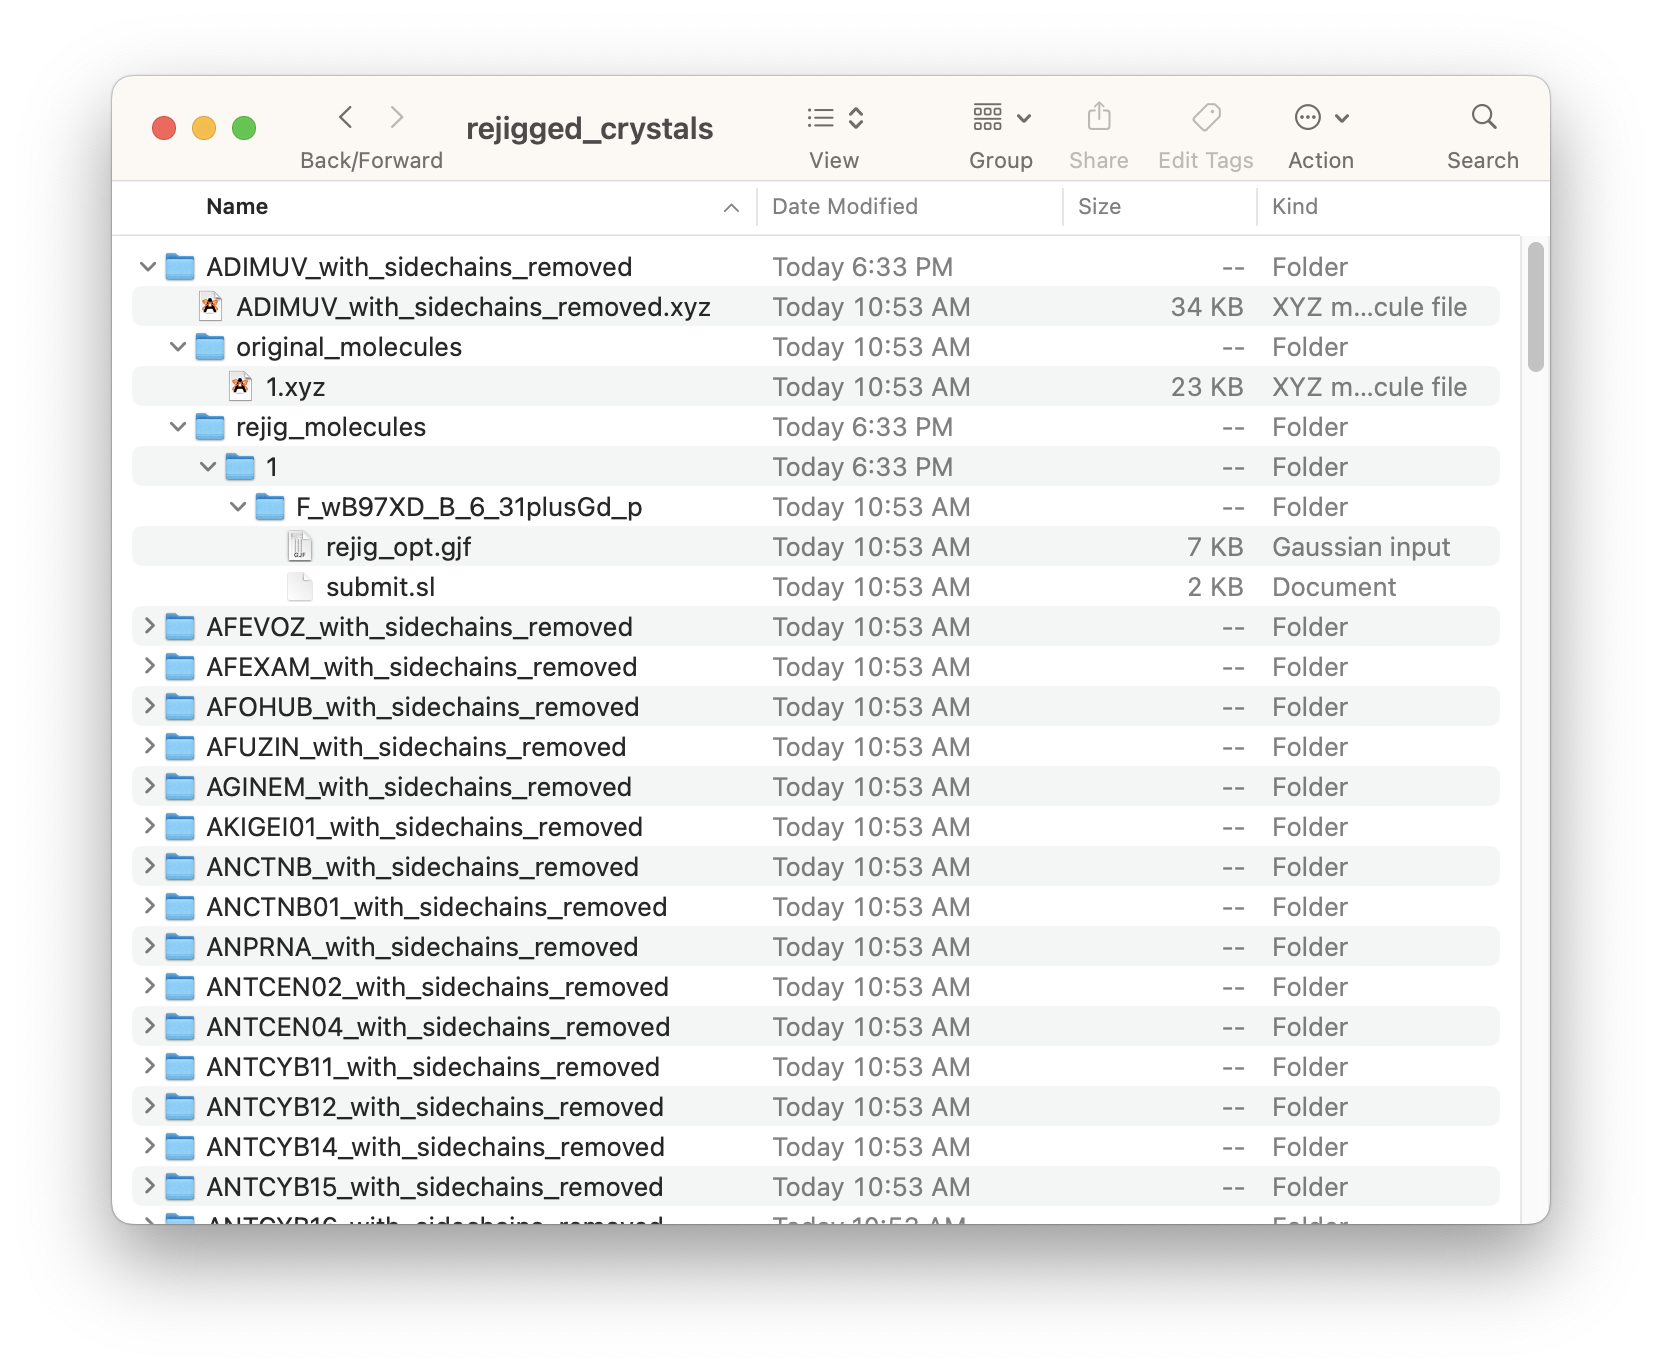 rejigged_crystals
Back/Forward View Group Share Edit Tags Action Search
Name Date Modified Size Kind
ADIMUV_with_sidechains_removed Today 6:33 PM -- Folder
ADIMUV_with_sidechains_removed.xyz Today 10:53 AM 34 KB XYZ m...cule file
original_molecules Today 10:53 AM -- Folder
1.xyz Today 10:53 AM 23 KB XYZ m...cule file
rejig_molecules Today 6:33 PM -- Folder
1 Today 6:33 PM -- Folder
F_wB97XD_B_6_31plusGd_p Today 10:53 AM -- Folder
rejig_opt.gjf Today 10:53 AM 7 KB Gaussian input
submit.sl Today 10:53 AM 2 KB Document
AFEVOZ_with_sidechains_removed Today 10:53 AM -- Folder
AFEXAM_with_sidechains_removed Today 10:53 AM -- Folder
AFOHUB_with_sidechains_removed Today 10:53 AM -- Folder
AFUZIN_with_sidechains_removed Today 10:53 AM -- Folder
AGINEM_with_sidechains_removed Today 10:53 AM -- Folder
AKIGEI01_with_sidechains_removed Today 10:53 AM -- Folder
ANCTNB_with_sidechains_removed Today 10:53 AM -- Folder
ANCTNB01_with_sidechains_removed Today 10:53 AM -- Folder
ANPRNA_with_sidechains_removed Today 10:53 AM -- Folder
ANTCEN02_with_sidechains_removed Today 10:53 AM -- Folder
ANTCEN04_with_sidechains_removed Today 10:53 AM -- Folder
ANTCYB11_with_sidechains_removed Today 10:53 AM -- Folder
ANTCYB12_with_sidechains_removed Today 10:53 AM -- Folder
ANTCYB14_with_sidechains_removed Today 10:53 AM -- Folder
ANTCYB15_with_sidechains_removed Today 10:53 AM -- Folder
ANTCYB16_with_sidechains_removed Today 10:53 AM Folder